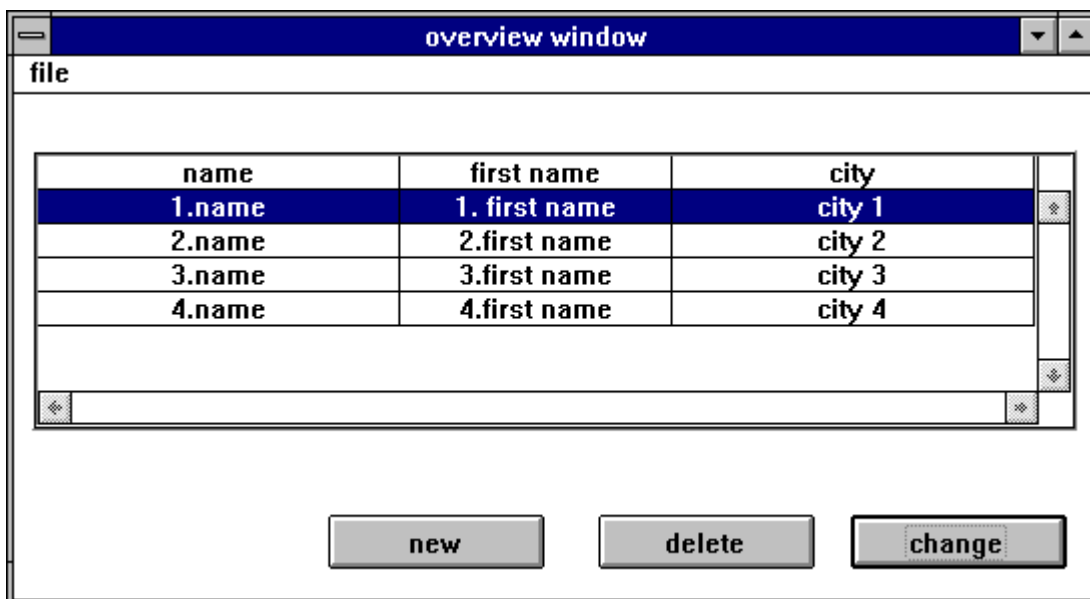 overview window
file
name first name city
1.name 1. first name city 1
2.name 2.first name city 2
3.name 3.first name city 3
4.name 4.first name city 4
new delete change